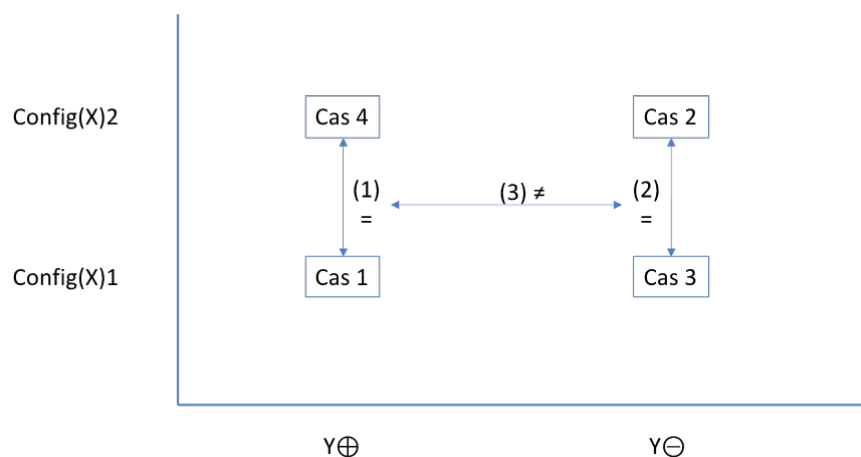 Config(X)2
Cas 4
Cas 2
(1)
(3) ≠
(2)
=
=
Config(X)1
Cas 1
Cas 3
Y⊕
Y⊖